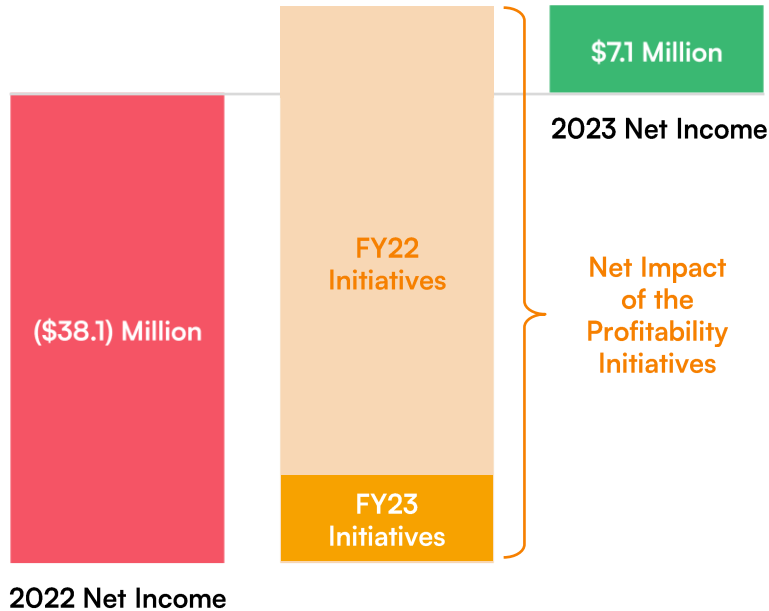 $7.1 Million
2023 Net Income
FY22
Initiatives
Net Impact
of the
Profitability
Initiatives
($38.1) Million
FY23
Initiatives
2022 Net Income